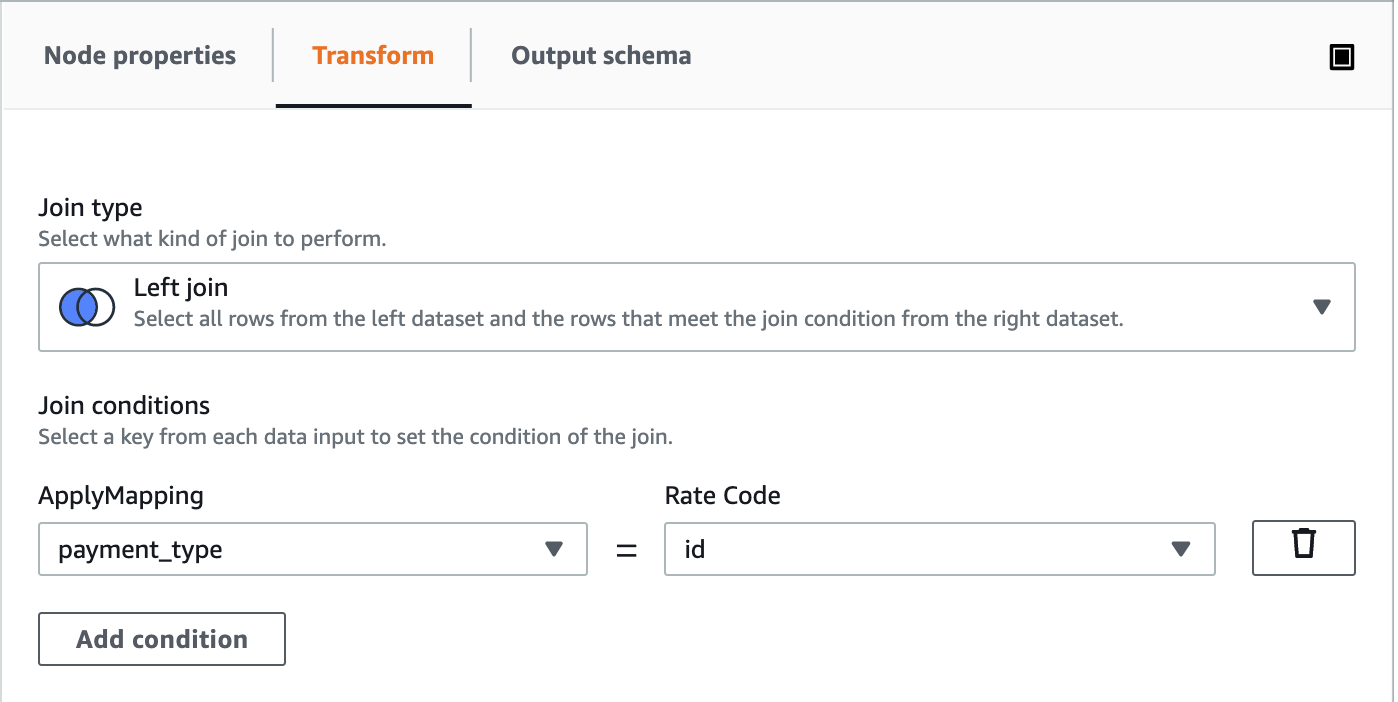 Node properties
Transform
Output schema
Join type
Select what kind of join to perform.
Left join
Select all rows from the left dataset and the rows that meet the join condition from the right dataset.
Join conditions
Select a key from each data input to set the condition of the join.
ApplyMapping
Rate Code
payment_type
=
id
Add condition